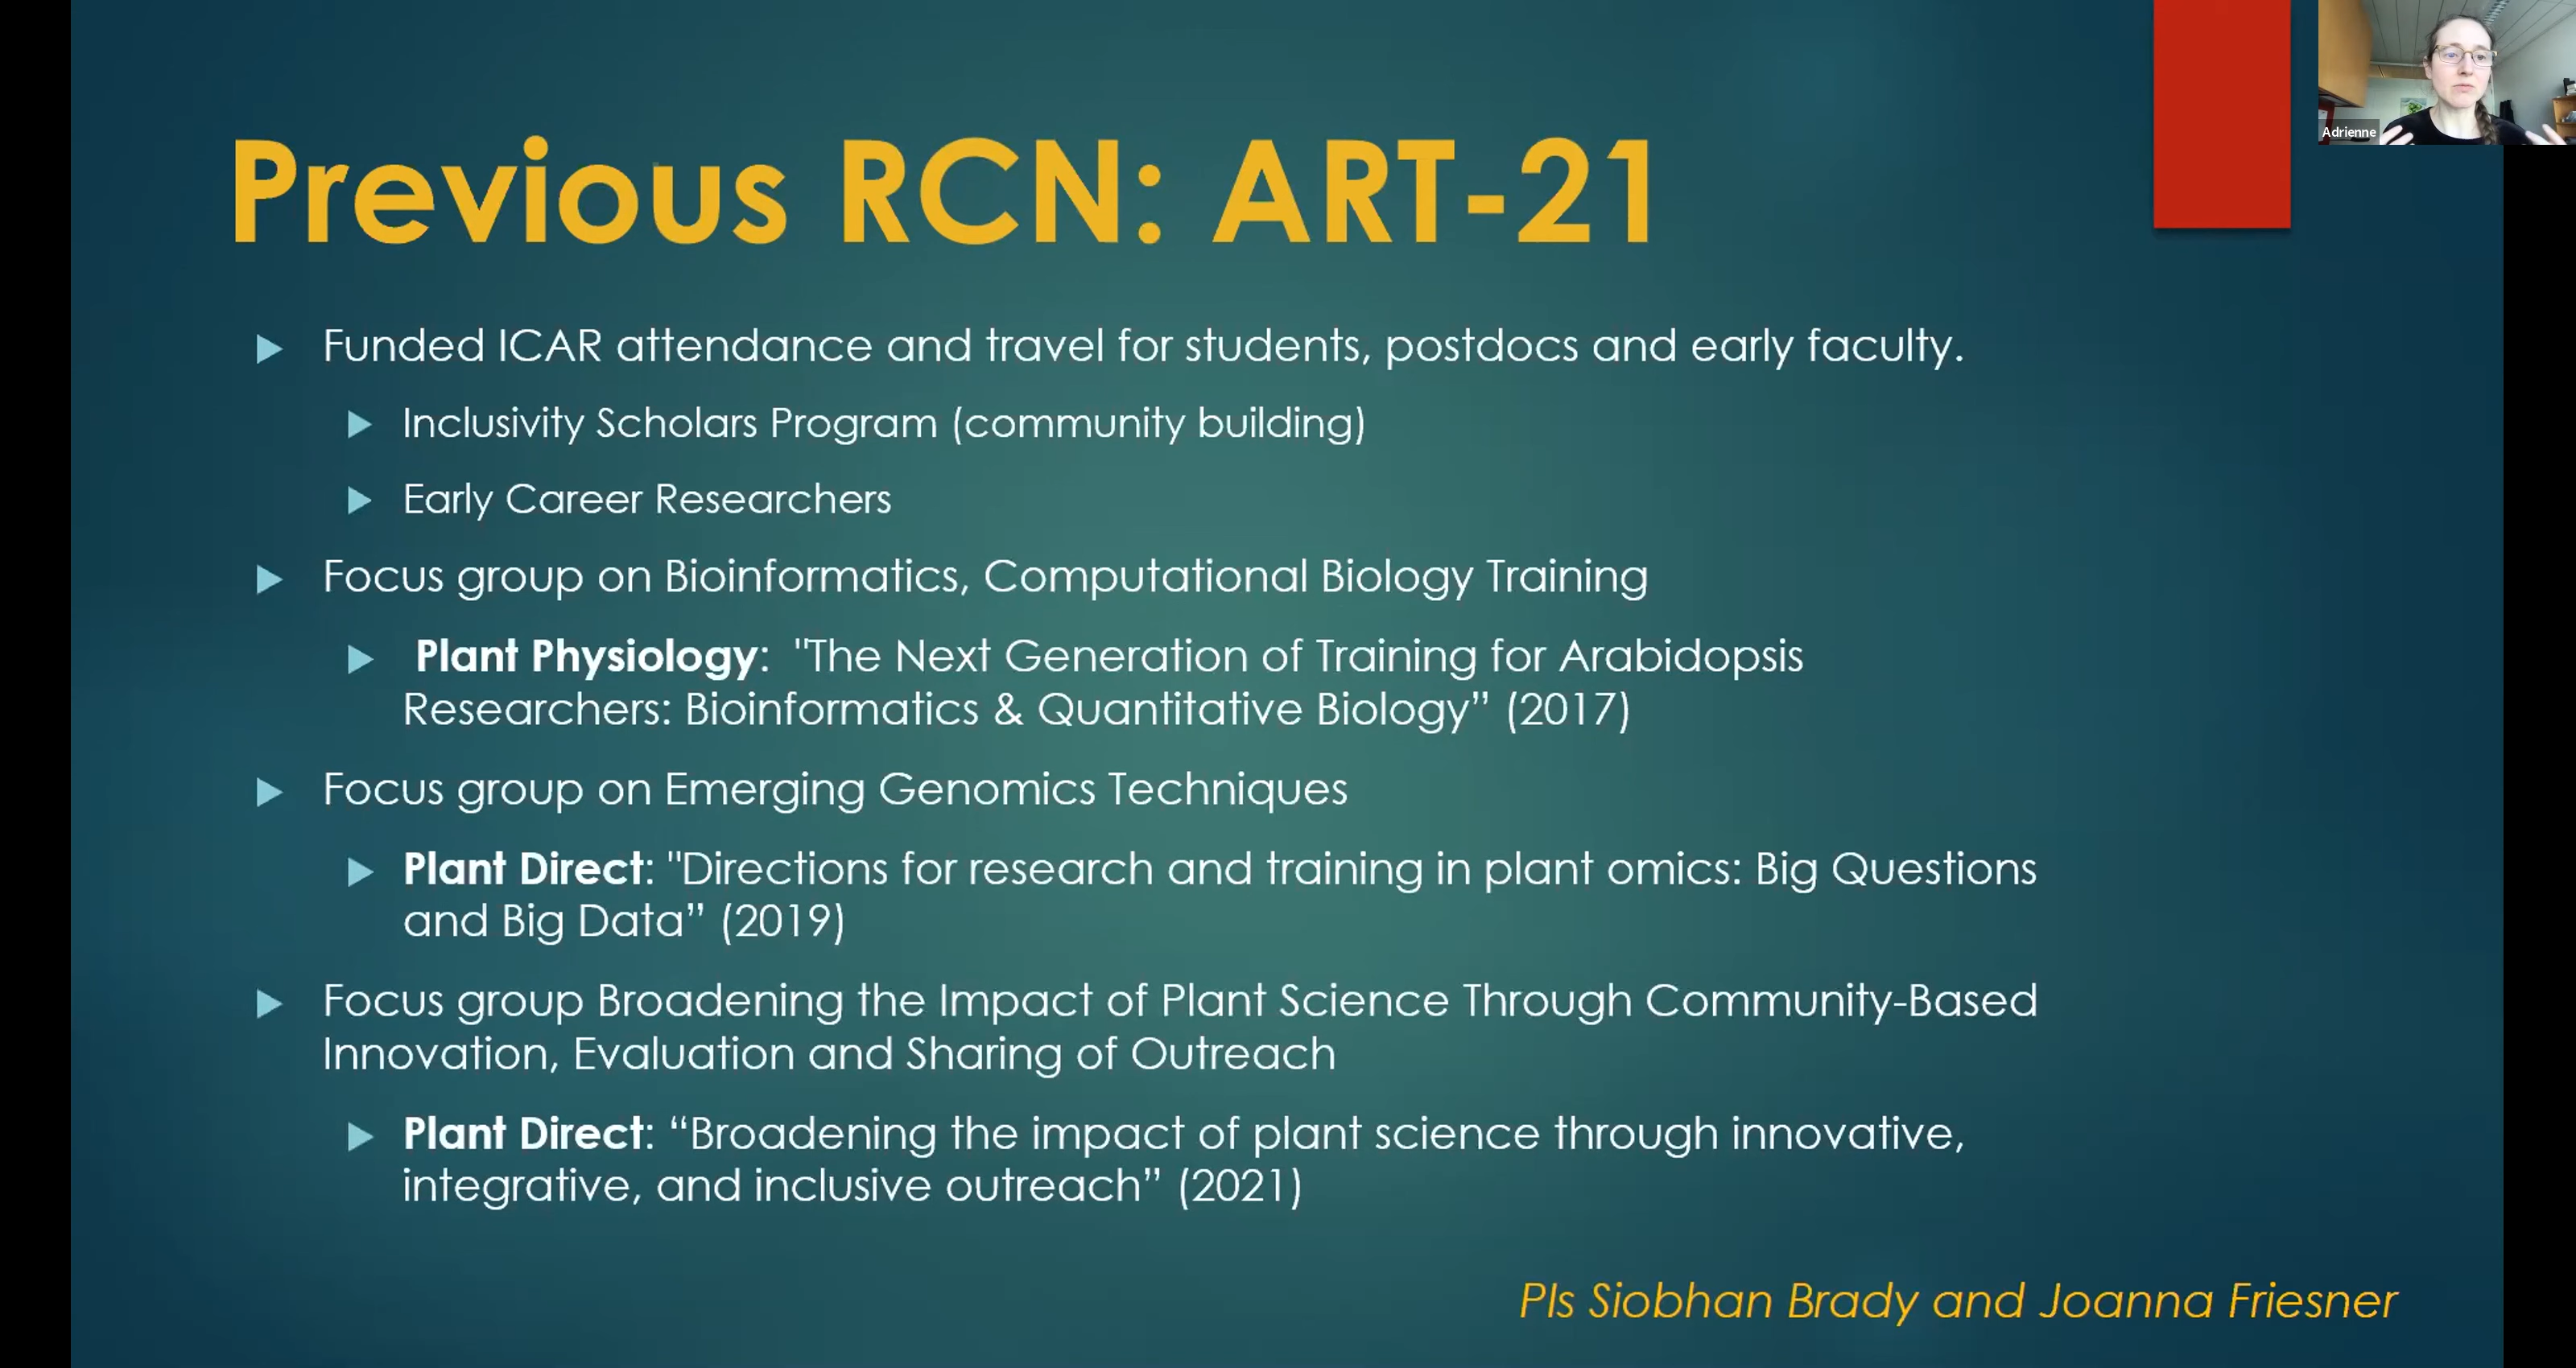 Adrienne
Previous RCN: ART-21
Funded ICAR attendance and travel for students, postdocs and early faculty.
Inclusivity Scholars Program (community building)
Early Career Researchers
Focus group on Bioinformatics, Computational Biology Training
Plant Physiology: "The Next Generation of Training for Arabidopsis
Researchers: Bioinformatics & Quantitative Biology” (2017)
Focus group on Emerging Genomics Techniques
Plant Direct: "Directions for research and training in plant omics: Big Questions
and Big Data” (2019)
Focus group Broadening the Impact of Plant Science Through Community-Based
Innovation, Evaluation and Sharing of Outreach
Plant Direct: “Broadening the impact of plant science through innovative,
integrative, and inclusive outreach” (2021)
PIs Siobhan Brady and Joanna Friesner